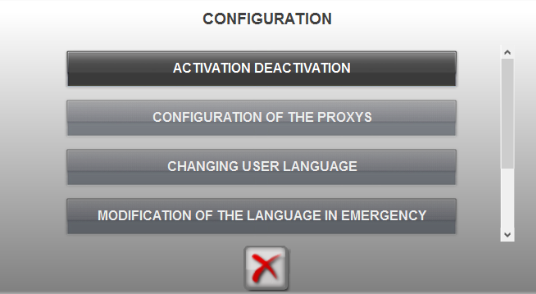 CONFIGURATION
ACTIVATION DEACTIVATION
CONFIGURATION OF THE PROXYS
CHANGING USER LANGUAGE
MODIFICATION OF THE LANGUAGE IN EMERGENCY